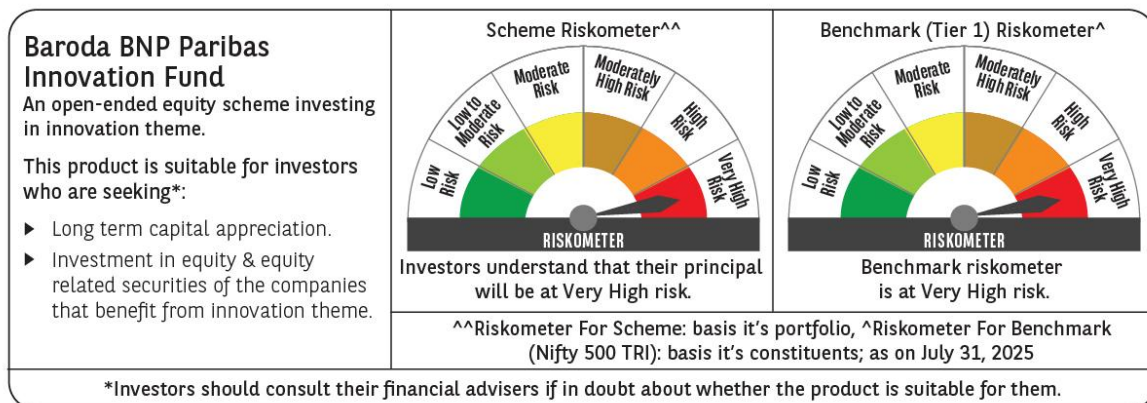 Baroda BNP Paribas
Innovation Fund
An open-ended equity scheme investing
in innovation theme.
This product is suitable for investors
who are seeking*:
▶ Long term capital appreciation.
▶ Investment in equity & equity
related securities of the companies
that benefit from innovation theme.
Scheme Riskometer^^
Low
Risk
Low to
Moderate
Risk
Moderate
Risk
Moderately
High Risk
High
Risk
Very High
Risk
RISKOMETER
Investors understand that their principal
will be at Very High risk.
Benchmark (Tier 1) Riskometer^
Low
Risk
Low to
Moderate
Risk
Moderate
Risk
Moderately
High Risk
High
Risk
Very High
Risk
RISKOMETER
Benchmark riskometer
is at Very High risk.
^^Riskometer For Scheme: basis it's portfolio, ^Riskometer For Benchmark
(Nifty 500 TRI): basis it's constituents; as on July 31, 2025
*Investors should consult their financial advisers if in doubt about whether the product is suitable for them.